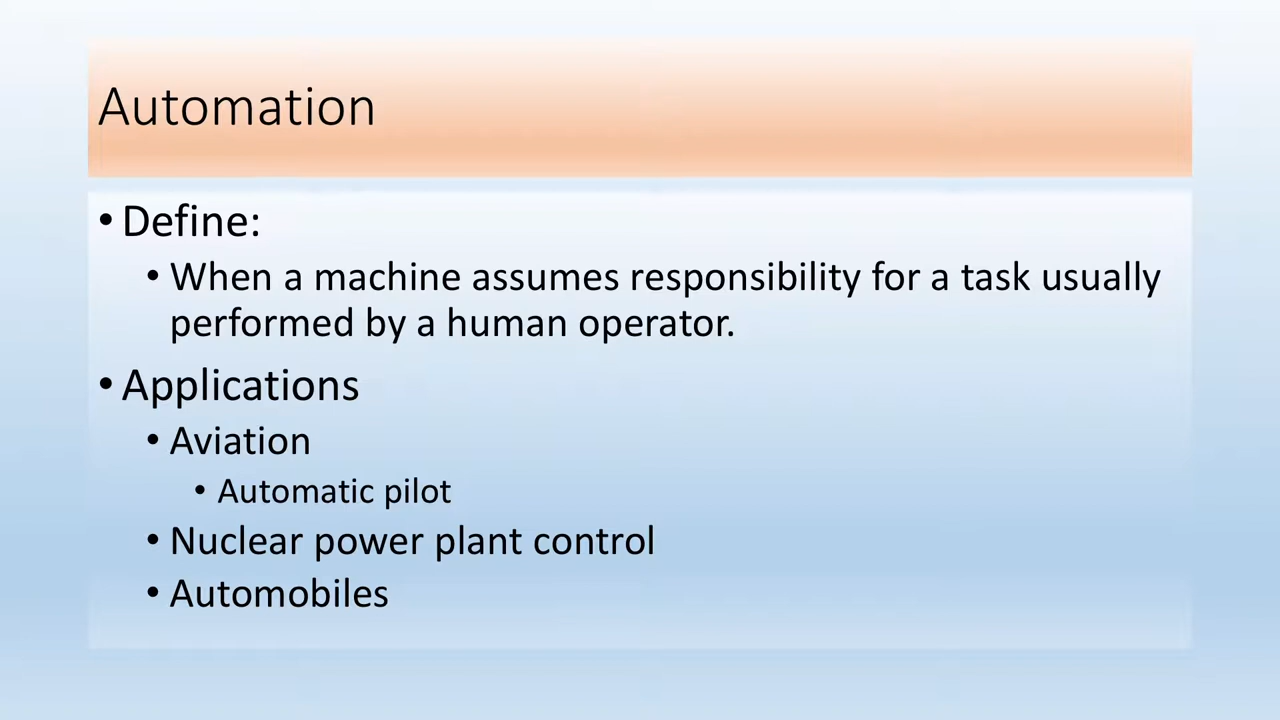 Automation
• Define:
• When a machine assumes responsibility for a task usually
performed by a human operator.
• Applications
• Aviation
• Automatic pilot
• Nuclear power plant control
• Automobiles